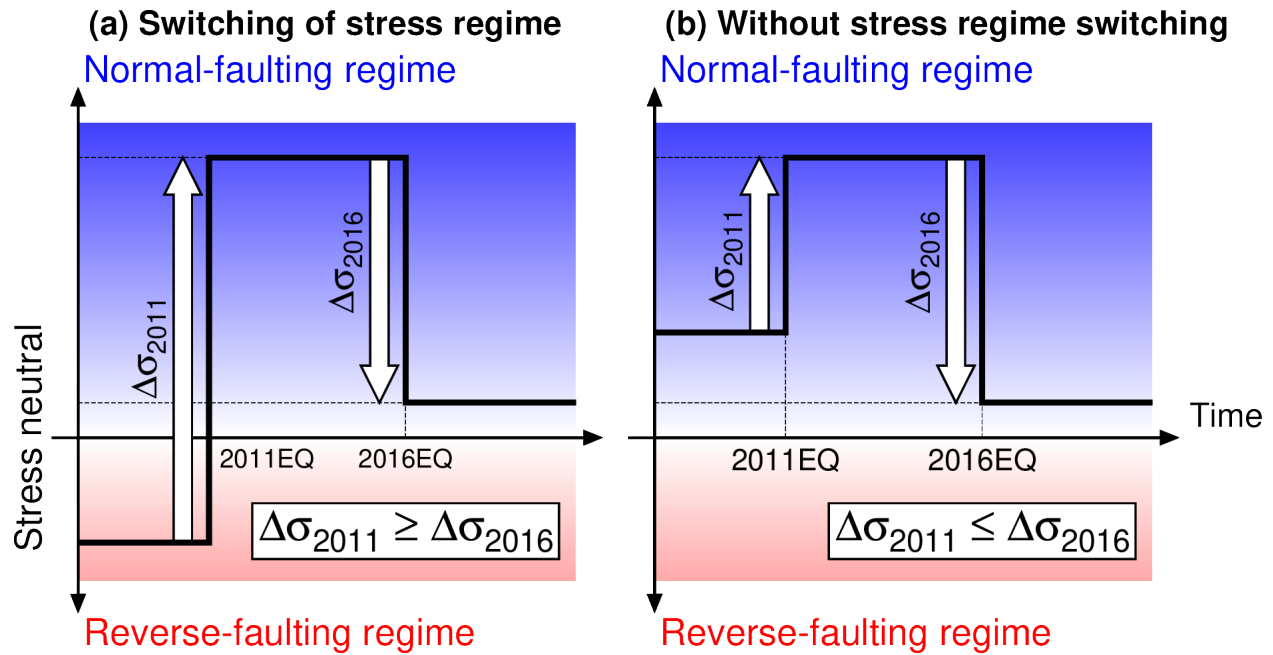 (a) Switching of stress regime
Normal-faulting regime
Δσ2011
Δσ2016
Stress neutral
2011EQ
2016EQ
Δσ2011 ≥ Δσ2016
Reverse-faulting regime
(b) Without stress regime switching
Normal-faulting regime
Δσ2011
Δσ2016
Time
2011EQ
2016EQ
Δσ2011 ≤ Δσ2016
Reverse-faulting regime